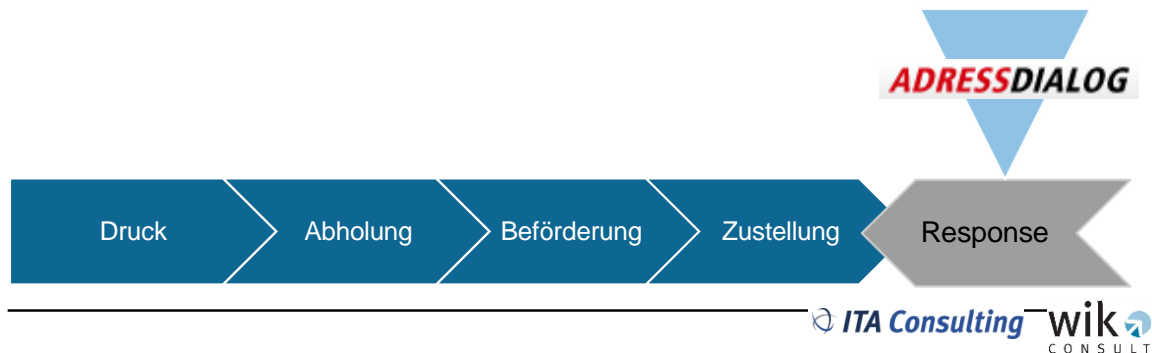 ADRESSDIALOG
Druck Abholung Beförderung Zustellung Response
ITA Consulting wik
CONSULT